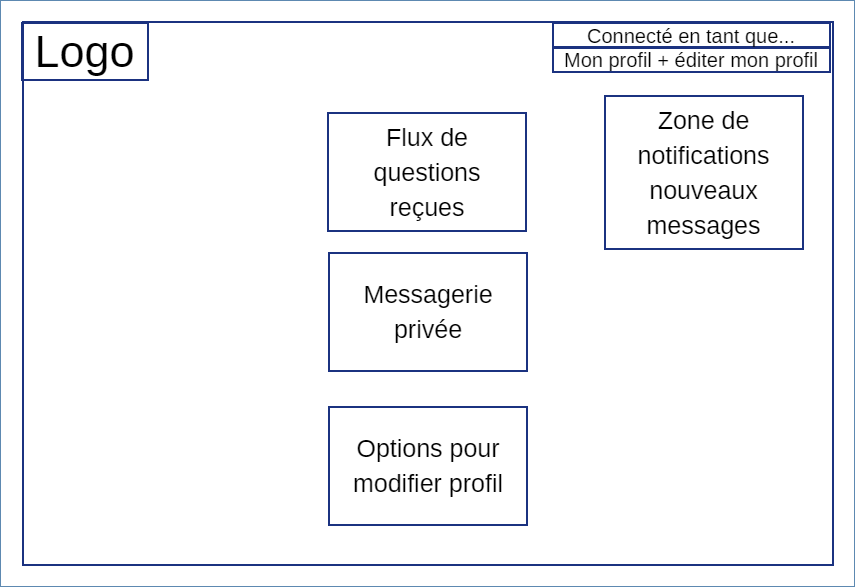 Logo
Connecté en tant que...
Mon profil + éditer mon profil
Flux de
questions
reçues
Zone de
notifications
nouveaux
messages
Messagerie
privée
Options pour
modifier profil